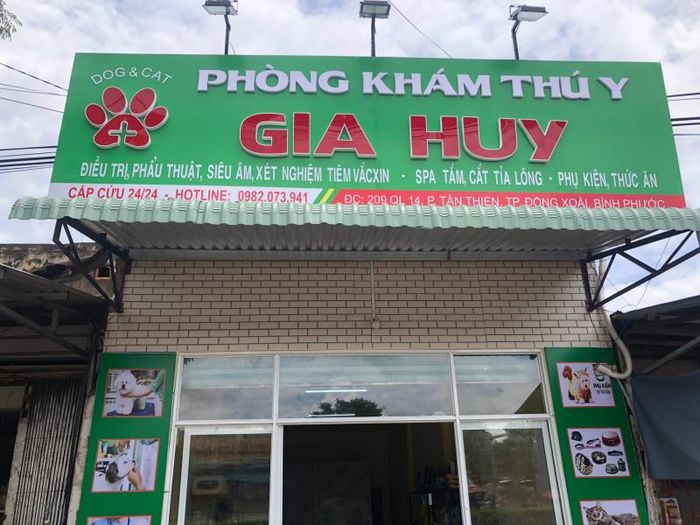 DOG & CAT
PHÒNG KHÁM THÚ Y
GIA HUY
ĐIỀU TRỊ, PHẪU THUẬT, SIÊU ÂM, XÉT NGHIỆM TIÊM VẮCXIN - SPA TẮM, CẮT TỈA LÔNG - PHỤ KIỆN, THỨC ĂN
CẤP CỨU 24/24 - HOTLINE: 0982.073.941
ĐC: 209 QL 14, P. TÂN THIỆN, TP. ĐỒNG XOÀI, BÌNH PHƯỚC
PHỤ KIỆN